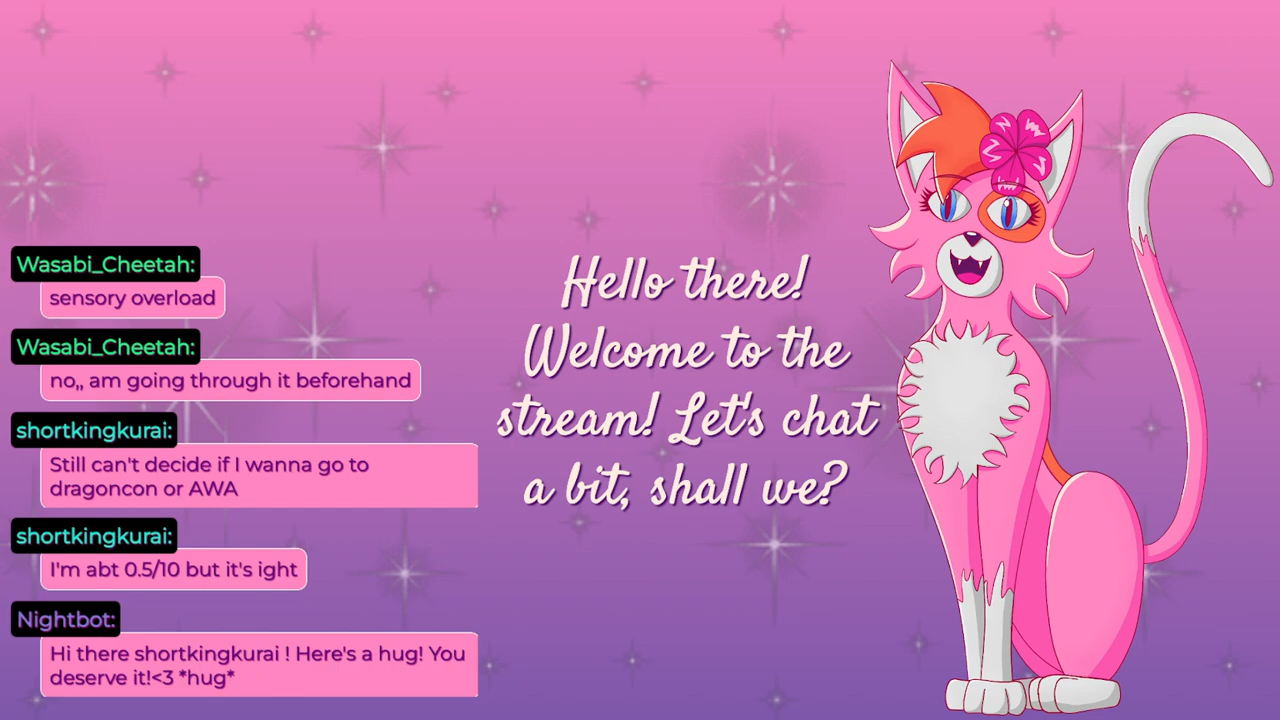 Wasabi_Cheetah:
sensory overload
Wasabi_Cheetah:
no,, am going through it beforehand
shortkingkurai:
Still can't decide if I wanna go to
dragoncon or AWA
shortkingkurai:
I'm abt 0.5/10 but it's ight
Nightbot:
Hi there shortkingkurai ! Here's a hug! You
deserve it!<3 *hug*
Hello there!
Welcome to the
stream! Let's chat
a bit, shall we?